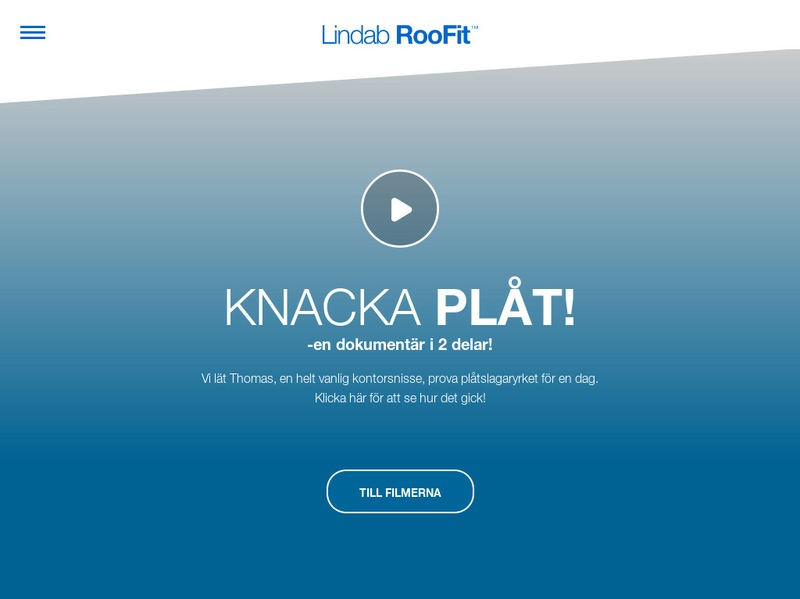 Lindab RooFit™
KNACKA PLÅT!
-en dokumentär i 2 delar!
Vi lät Thomas, en helt vanlig kontorsnisse, prova plåtslagaryrket för en dag.
Klicka här för att se hur det gick!
TILL FILMERNA